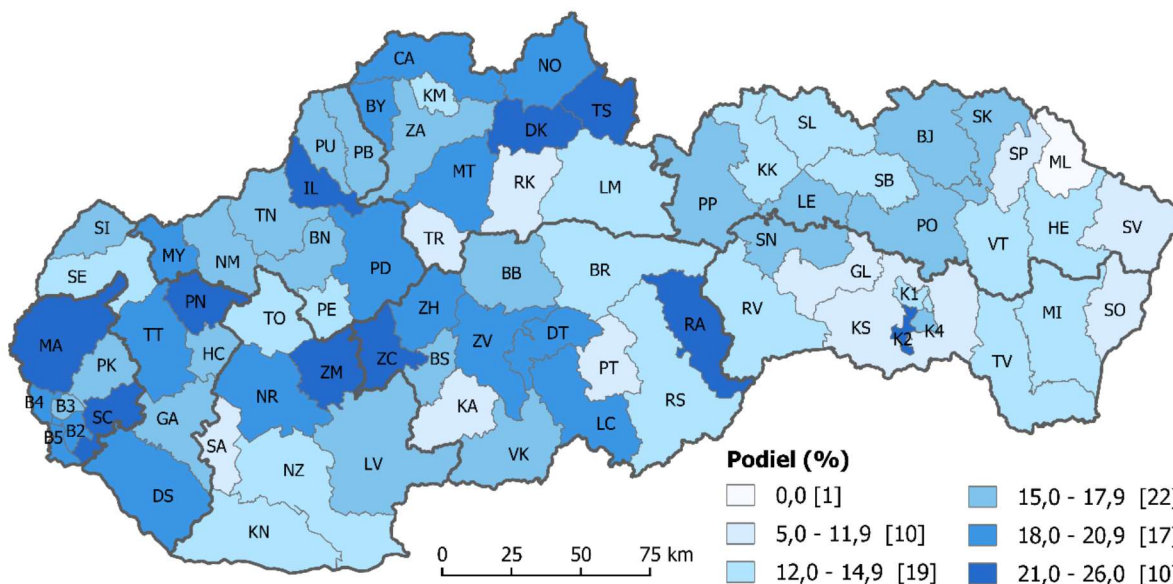 CA
NO
KM
BY
TS
ZA
DK
PU
PB
IL
MT
RK
LM
SL
BJ
SK
SP
ML
KK
SB
PP
LE
PO
VT
HE
SV
TN
SI
BN
TR
MY
NM
PD
SE
BB
BR
SN
GL
PN
TO
PE
ZH
RV
K1
MI
SO
MA
TT
RA
KS
K2
K4
PK
HC
ZM
ZC
BS
ZV
DT
PT
TV
B4
B3
SC
NR
GA
KA
RS
LC
B5
B2
SA
LV
VK
NZ
DS
KN
0 25 50 75 km
Podiel (%)
0,0 [1]
5,0 - 11,9 [10]
12,0 - 14,9 [19]
15,0 - 17,9 [22]
18,0 - 20,9 [17]
21,0 - 26,0 [10]